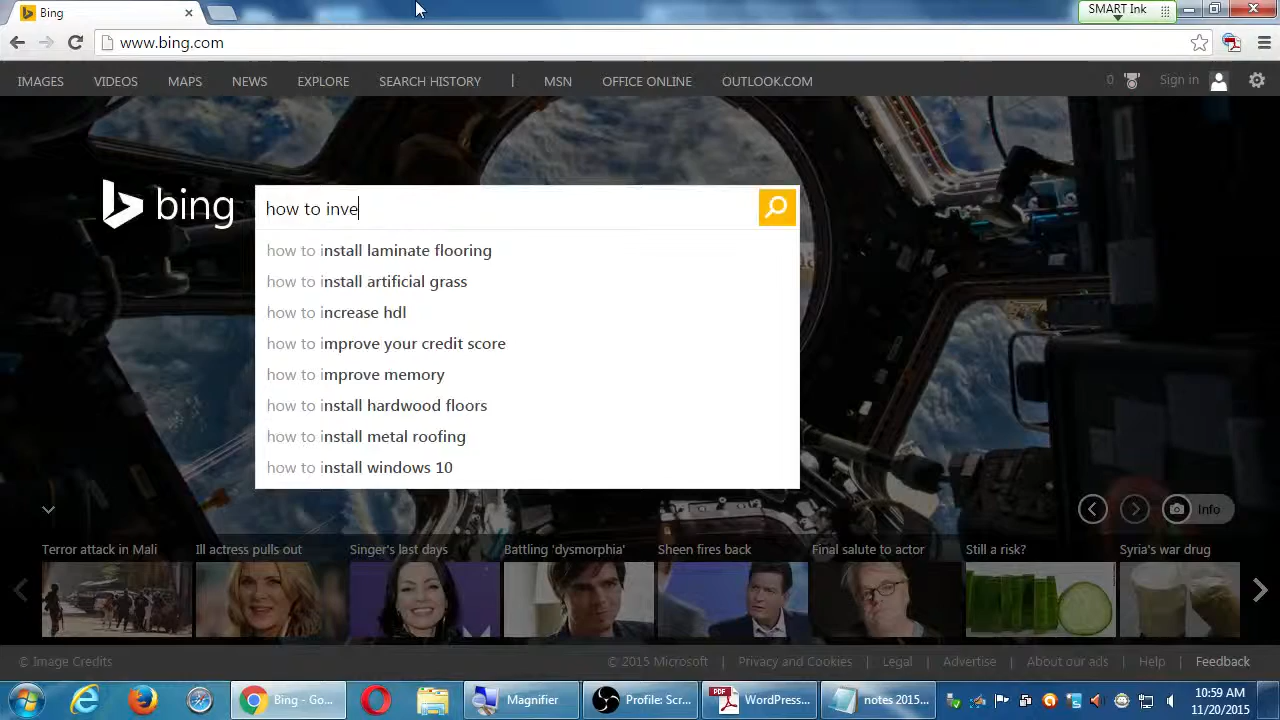 Bing
SMART Ink
www.bing.com
IMAGES VIDEOS MAPS NEWS EXPLORE SEARCH HISTORY | MSN OFFICE ONLINE OUTLOOK.COM 0 Sign in
bing
how to inve
how to install laminate flooring
how to install artificial grass
how to increase hdl
how to improve your credit score
how to improve memory
how to install hardwood floors
how to install metal roofing
how to install windows 10
Info
Terror attack in Mali Ill actress pulls out Singer's last days Battling 'dysmorphia' Sheen fires back Final salute to actor Still a risk? Syria's war drug
© Image Credits © 2015 Microsoft | Privacy and Cookies | Legal | Advertise | About our ads | Help | Feedback
Bing - Go... Magnifier Profile: Scr... PDF WordPress... notes 2015...
10:59 AM
11/20/2015